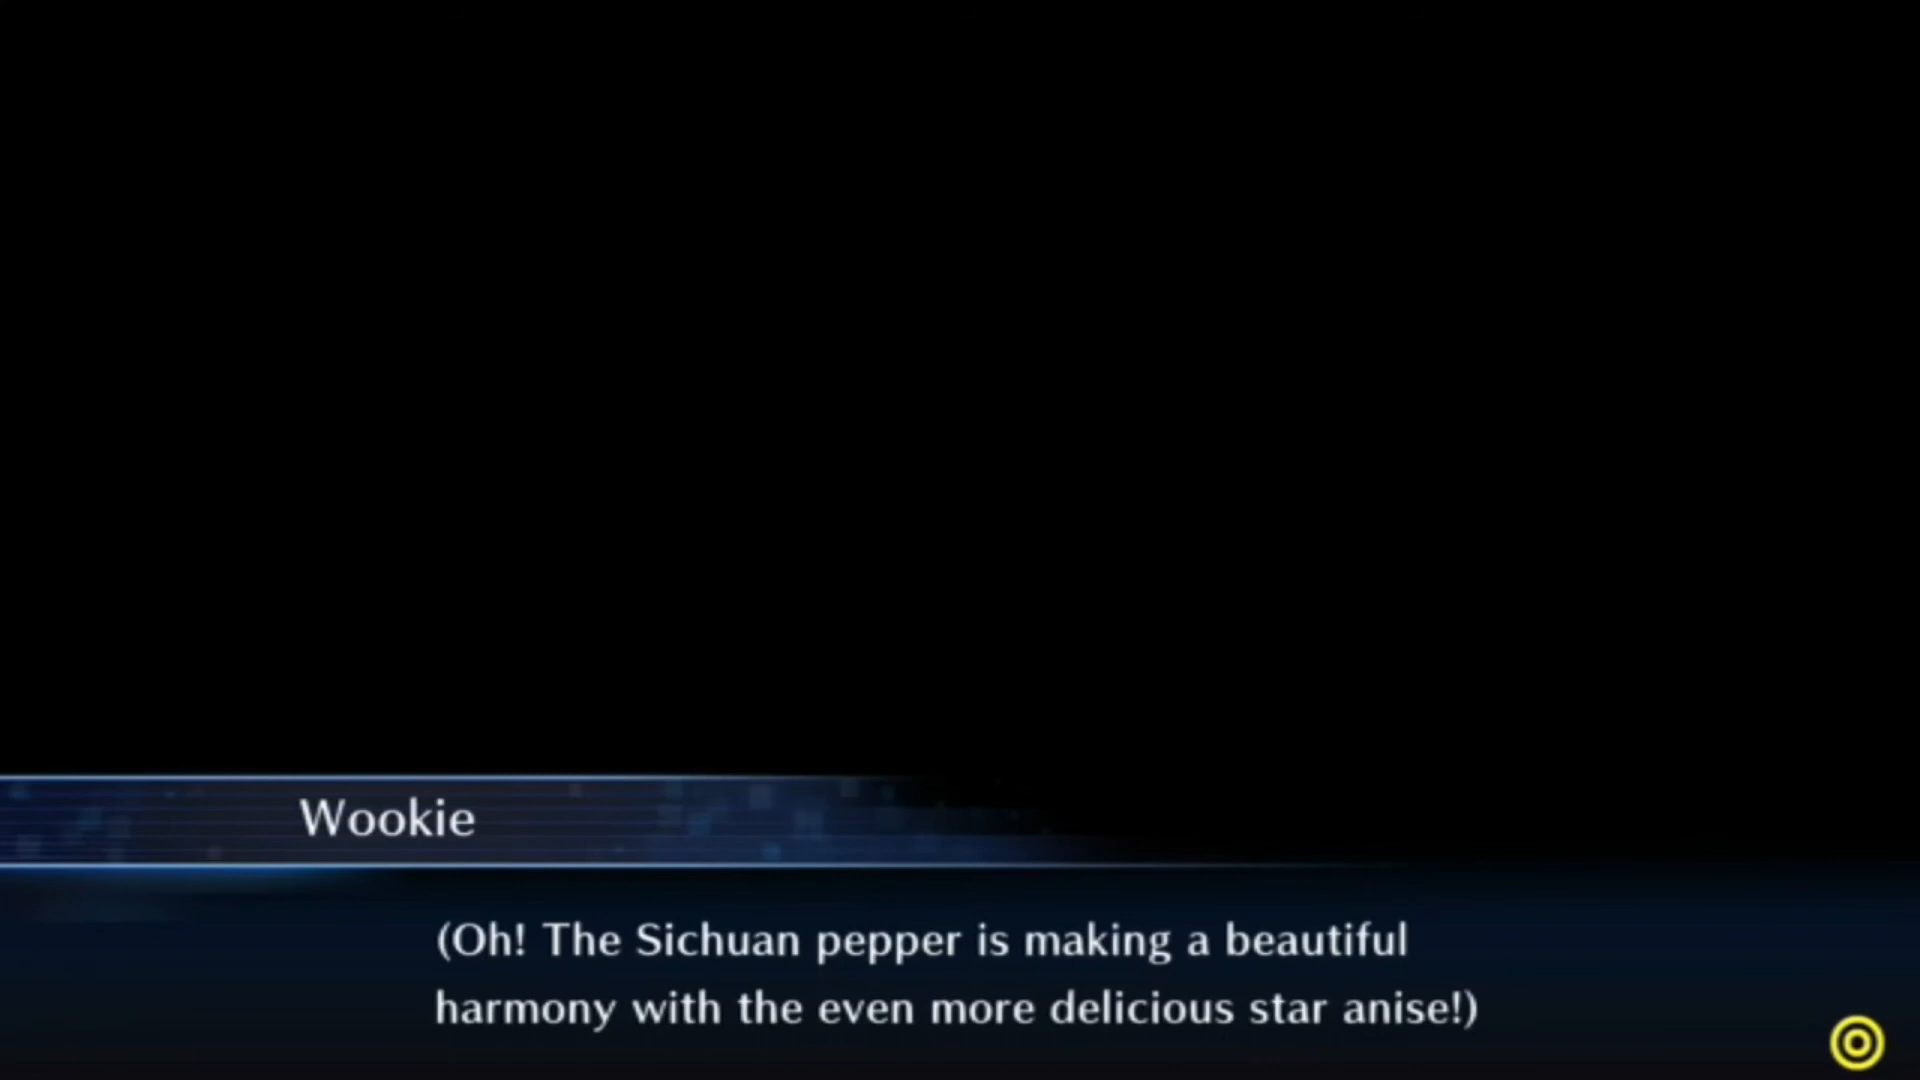 Wookie
(Oh! The Sichuan pepper is making a beautiful
harmony with the even more delicious star anise!)